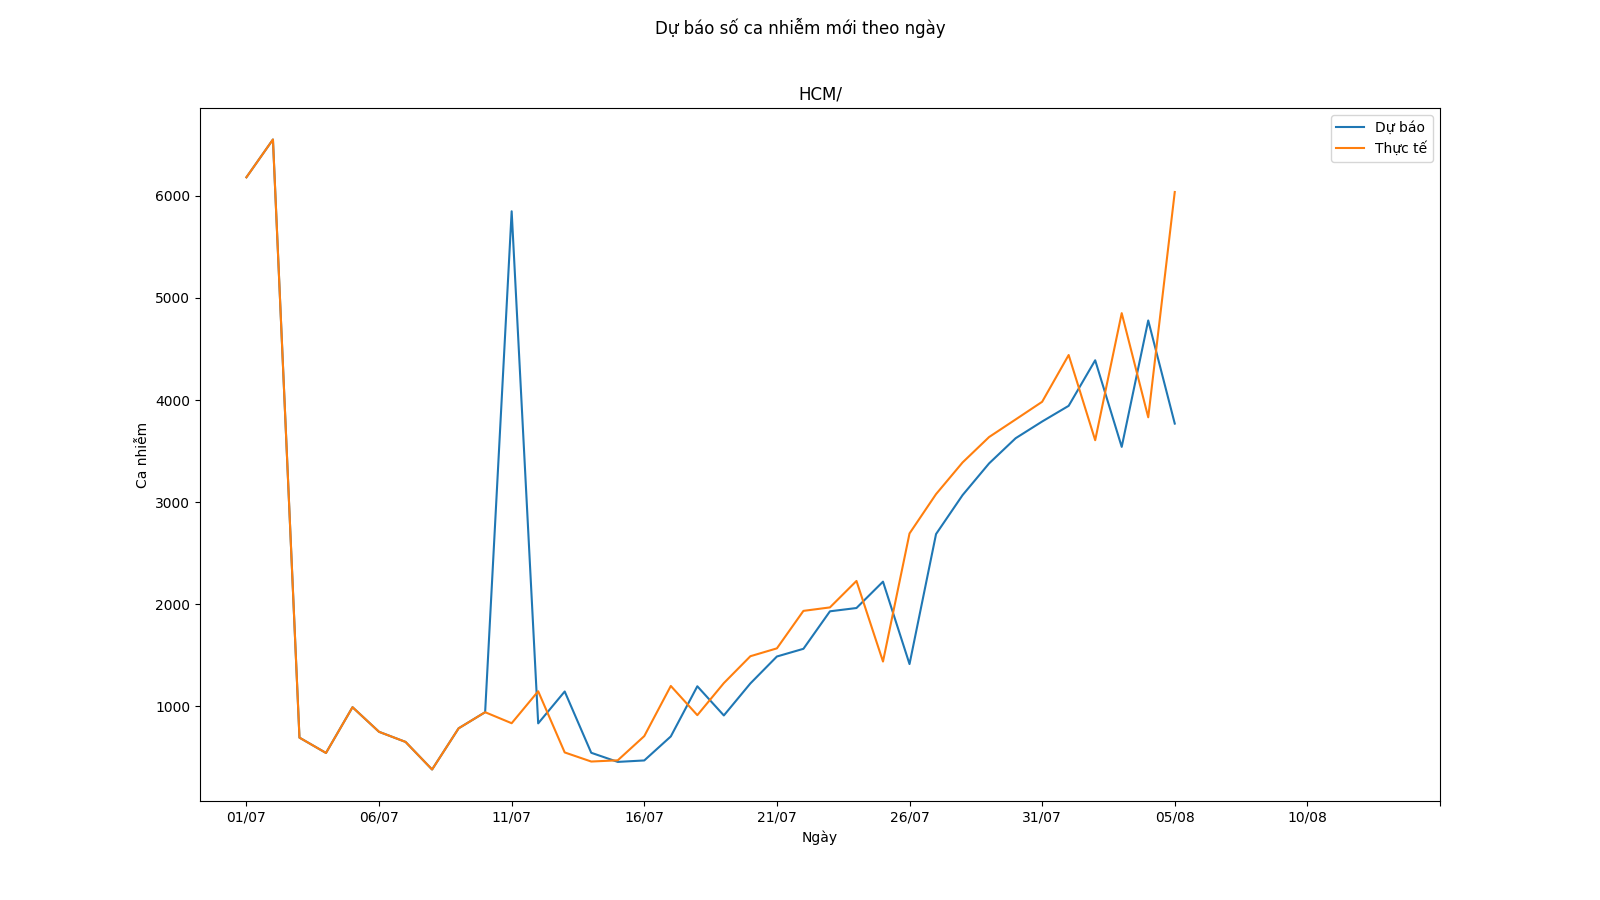 Dự báo số ca nhiễm mới theo ngày
HCM/
Dự báo
Thực tế
6000
5000
4000
3000
2000
1000
Ca nhiễm
01/07 06/07 11/07 16/07 21/07 26/07 31/07 05/08 10/08
Ngày